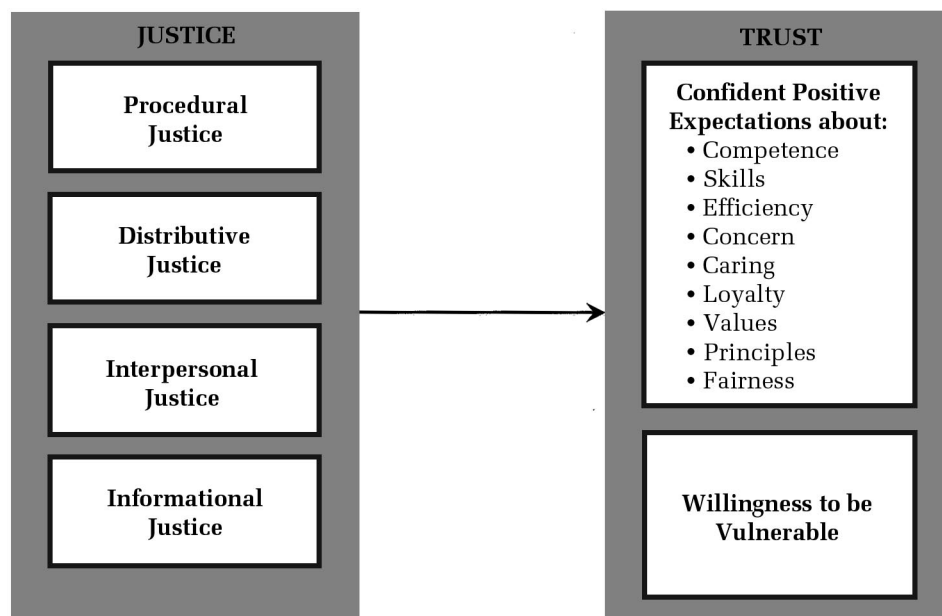 JUSTICE
Procedural
Justice
Distributive
Justice
Interpersonal
Justice
Informational
Justice
TRUST
Confident Positive
Expectations about:
• Competence
• Skills
• Efficiency
• Concern
• Caring
• Loyalty
• Values
• Principles
• Fairness
Willingness to be
Vulnerable